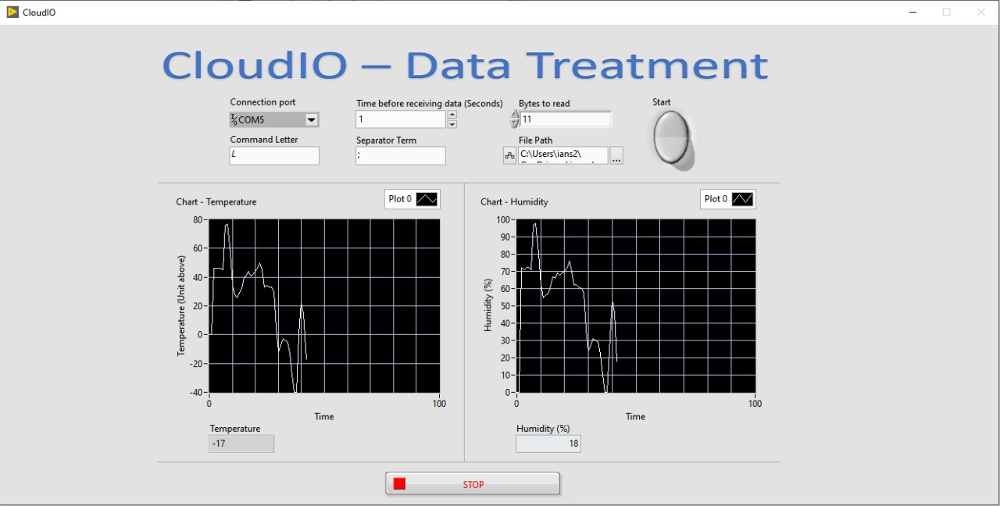 CloudIO
CloudIO – Data Treatment
Connection port
COM5
Time before receiving data (Seconds)
1
Bytes to read
11
Start
Command Letter
L
Separator Term
;
File Path
C:\Users\ians2\
...
Chart - Temperature
Plot 0
80
60
40
20
0
-20
-40
Temperature (Unit above)
0
100
Time
Temperature
-17
Chart - Humidity
Plot 0
100
90
80
70
60
50
40
30
20
10
0
Humidity (%)
0
100
Time
Humidity (%)
18
STOP